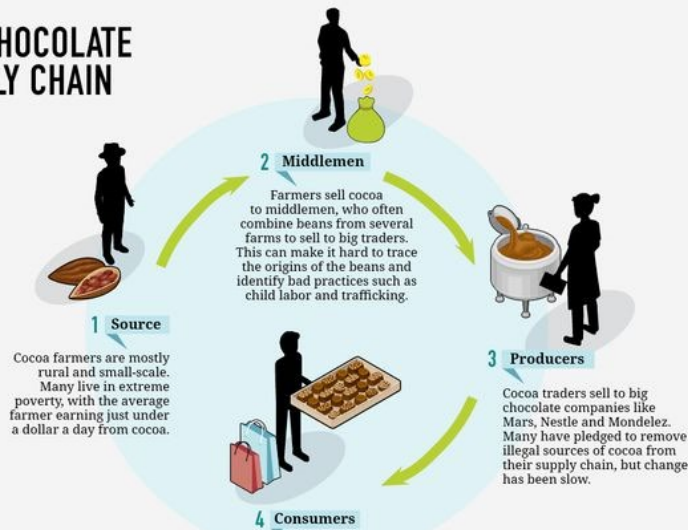 HOCOLATE
LY CHAIN
2 Middlemen
Farmers sell cocoa
to middlemen, who often
combine beans from several
farms to sell to big traders.
This can make it hard to trace
the origins of the beans and
identify bad practices such as
child labor and trafficking.
1 Source
Cocoa farmers are mostly
rural and small-scale.
Many live in extreme
poverty, with the average
farmer earning just under
a dollar a day from cocoa.
3 Producers
Cocoa traders sell to big
chocolate companies like
Mars, Nestle and Mondelez.
Many have pledged to remove
illegal sources of cocoa from
their supply chain, but change
has been slow.
4 Consumers